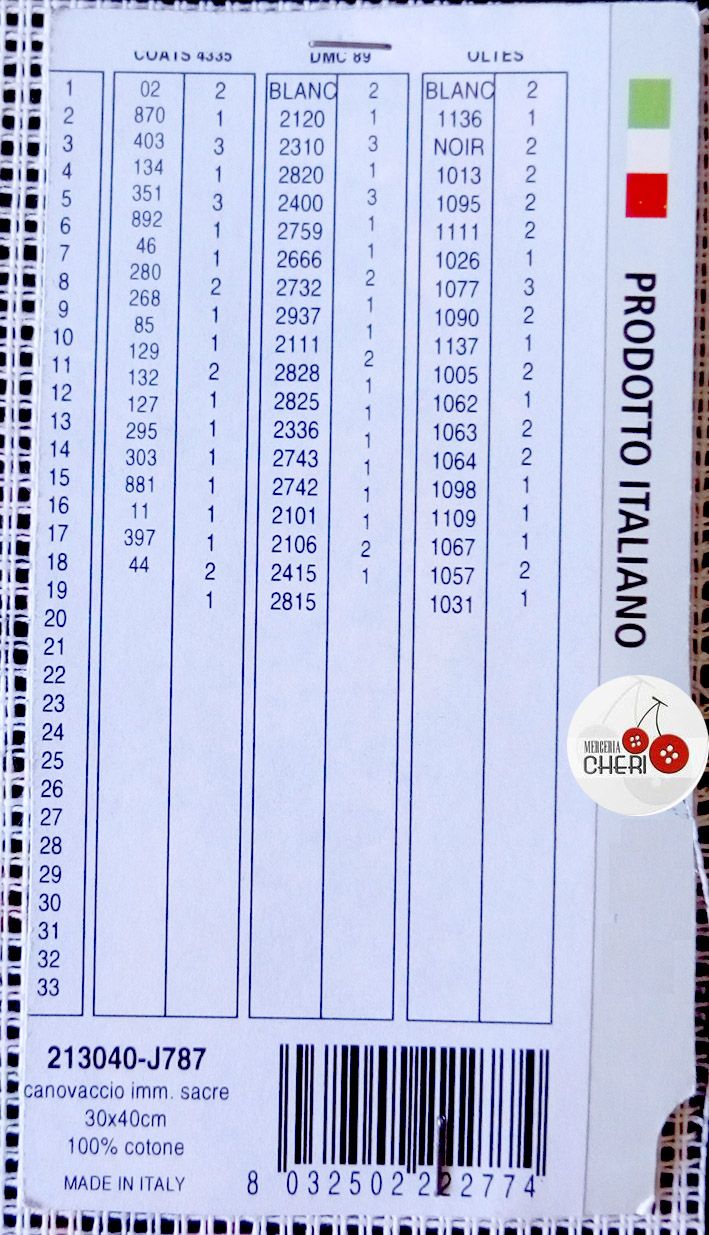 COATS 4335 DMC 89 OLTES
1 02 2 BLANC 2 BLANC 2
2 870 1 2120 1 1136 1
3 403 3 2310 3 NOIR 2
4 134 1 2820 1 1013 2
5 351 3 2400 3 1095 2
6 892 1 2759 1 1111 2
7 46 1 2666 1 1026 1
8 280 2 2732 2 1077 3
9 268 1 2937 1 1090 2
10 85 1 2111 1 1137 1
11 129 2 2828 2 1005 2
12 132 1 2825 1 1062 1
13 127 1 2336 1 1063 2
14 295 1 2743 1 1064 2
15 303 1 2742 1 1098 1
16 881 1 2101 1 1109 1
17 11 1 2106 1 1067 1
18 397 2 2415 2 1057 2
19 44 1 2815 1 1031 1
20
21
22
23
24
25
26
27
28
29
30
31
32
33
213040-J787
canovaccio imm. sacre
30x40cm
100% cotone
MADE IN ITALY
8 032502 222774
PRODOTTO ITALIANO
MERCERIA
CHERI